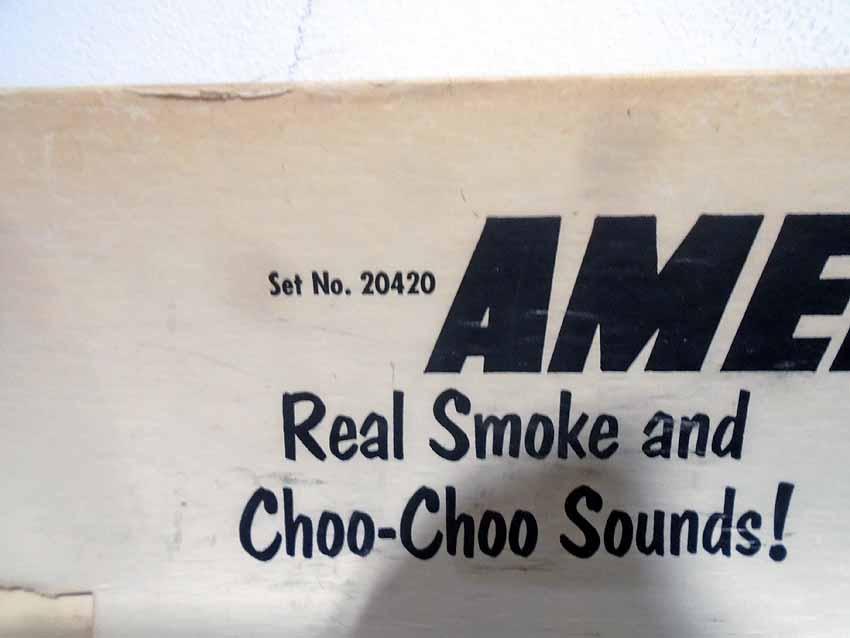 Set No. 20420
AME
Real Smoke and
Choo-Choo Sounds!